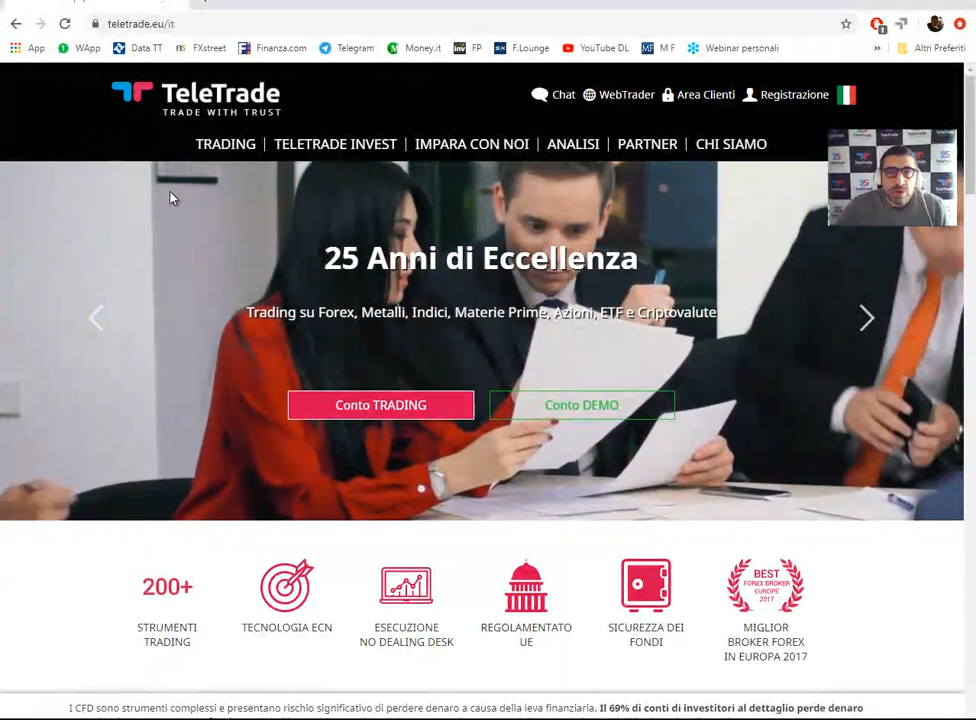 teletrade.eu/it
App WApp Data TT FXstreet Finanza.com Telegram Money.it FP F.Lounge YouTube DL M F Webinar personali » Altri Preferiti
TeleTrade
TRADE WITH TRUST
Chat WebTrader Area Clienti Registrazione
TRADING TELETRADE INVEST IMPARA CON NOI ANALISI PARTNER CHI SIAMO
25 Anni di Eccellenza
Trading su Forex, Metalli, Indici, Materie Prime, Azioni, ETF e Criptovalute
Conto TRADING Conto DEMO
200+
STRUMENTI
TRADING
TECNOLOGIA ECN
ESECUZIONE
NO DEALING DESK
REGOLAMENTATO
UE
SICUREZZA DEI
FONDI
BEST
FOREX BROKER
EUROPE
2017
MIGLIOR
BROKER FOREX
IN EUROPA 2017
I CFD sono strumenti complessi e presentano rischio significativo di perdere denaro a causa della leva finanziaria. Il 69% di conti di investitori al dettaglio perde denaro